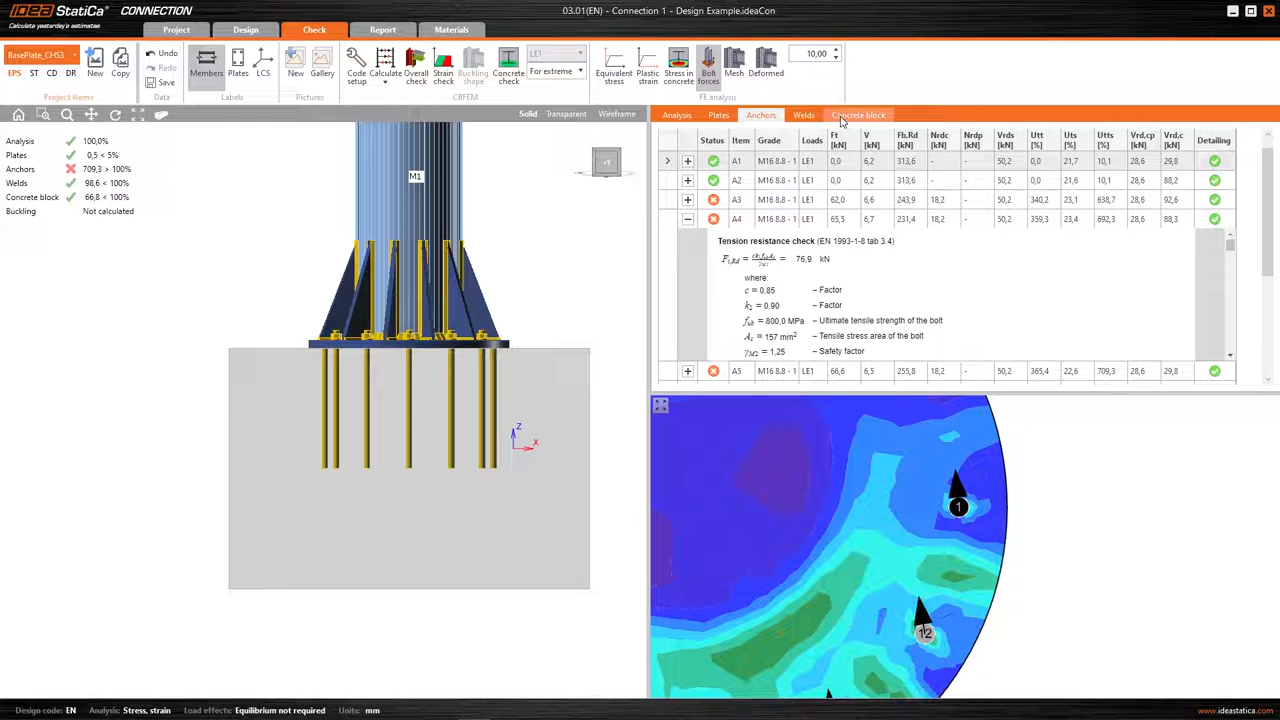 IDEA StatiCa® CONNECTION
Calculate yesterday's estimates
03.01(EN) - Connection 1 - Design Example.ideaCon
Project Design Check Report Materials
BasePlate_CHS3
EPS ST CD DR
New Copy
Project items
Undo
Redo
Save
Data
Members Plates LCS
Labels
New Gallery
Pictures
Code setup
Calculate
Overall check
Strain check
Buckling shape
Concrete check
LE1
For extreme
CBFEM
Equivalent stress
Plastic strain
Stress in concrete
Bolt forces
Mesh
Deformed
10,00
FE analysis
Solid Transparent Wireframe
Analysis 100,0%
Plates 0,5 < 5%
Anchors 709,3 > 100%
Welds 98,6 < 100%
Concrete block 66,8 < 100%
Buckling Not calculated
M1
+Y
Z
X
Analysis Plates Anchors Welds Concrete block
Status Item Grade Loads Ft [kN] V [kN] Fb,Rd [kN] Nrdc [kN] Nrdp [kN] Vrds [kN] Utt [%] Uts [%] Utts [%] Vrd,cp [kN] Vrd,c [kN] Detailing
A1 M16 8.8 - 1 LE1 0,0 6,2 313,6 - - 50,2 0,0 21,7 10,1 28,6 29,8
A2 M16 8.8 - 1 LE1 0,0 6,2 313,6 - - 50,2 0,0 21,6 10,1 28,6 88,2
A3 M16 8.8 - 1 LE1 62,0 6,6 243,9 18,2 - 50,2 340,2 23,1 638,7 28,6 92,6
A4 M16 8.8 - 1 LE1 65,5 6,7 231,4 18,2 - 50,2 359,3 23,4 692,3 28,6 88,3
Tension resistance check (EN 1993-1-8 tab 3.4)
Ft,Rd = c k2 fub As / γM2 = 76,9 kN
where:
c = 0,85 – Factor
k2 = 0,90 – Factor
fub = 800,0 MPa – Ultimate tensile strength of the bolt
As = 157 mm² – Tensile stress area of the bolt
γM2 = 1,25 – Safety factor
A5 M16 8.8 - 1 LE1 66,6 6,5 255,8 18,2 - 50,2 365,4 22,6 709,3 28,6 29,8
1
12
Design code: EN Analysis: Stress, strain Load effects: Equilibrium not required Units: mm
www.ideastatica.com